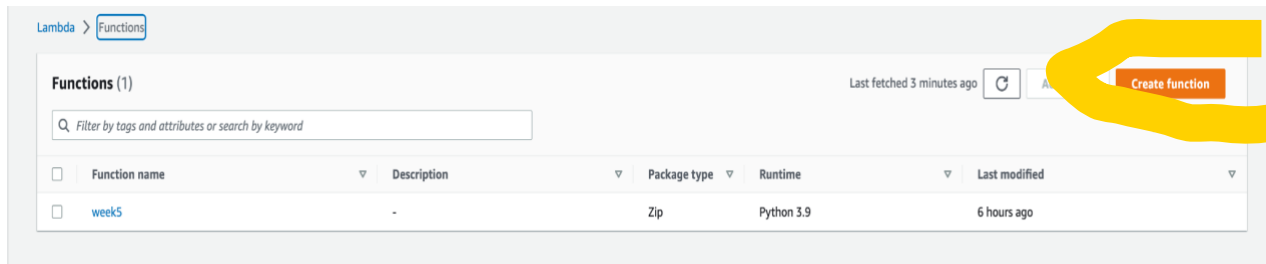 Lambda > Functions
Functions (1)
Last fetched 3 minutes ago
Create function
Filter by tags and attributes or search by keyword
Function name Description Package type Runtime Last modified
week5 - Zip Python 3.9 6 hours ago